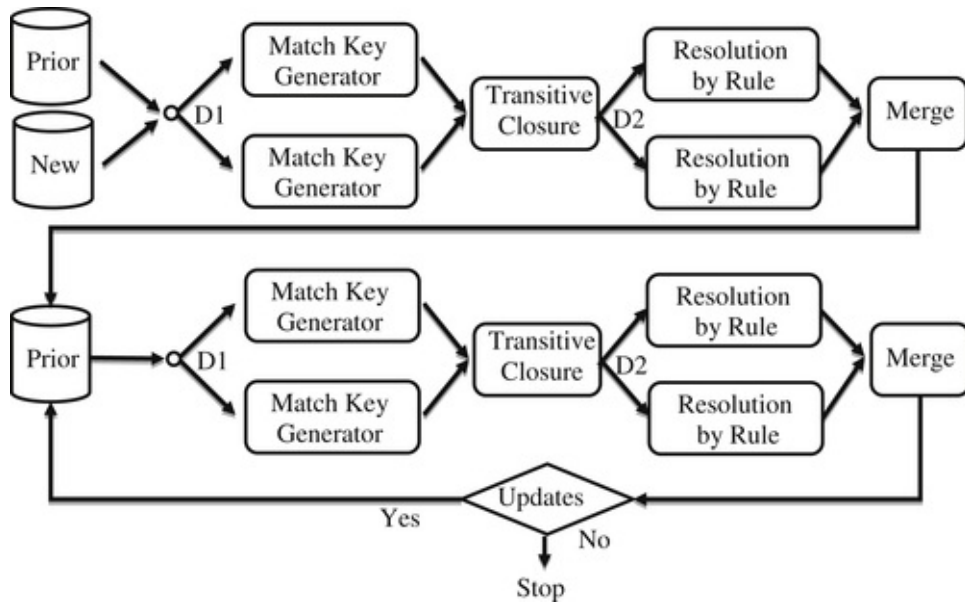 Prior
New
D1
Match Key
Generator
Match Key
Generator
Transitive
Closure
D2
Resolution
by Rule
Resolution
by Rule
Merge
Prior
D1
Match Key
Generator
Match Key
Generator
Transitive
Closure
D2
Resolution
by Rule
Resolution
by Rule
Merge
Updates
Yes
No
Stop